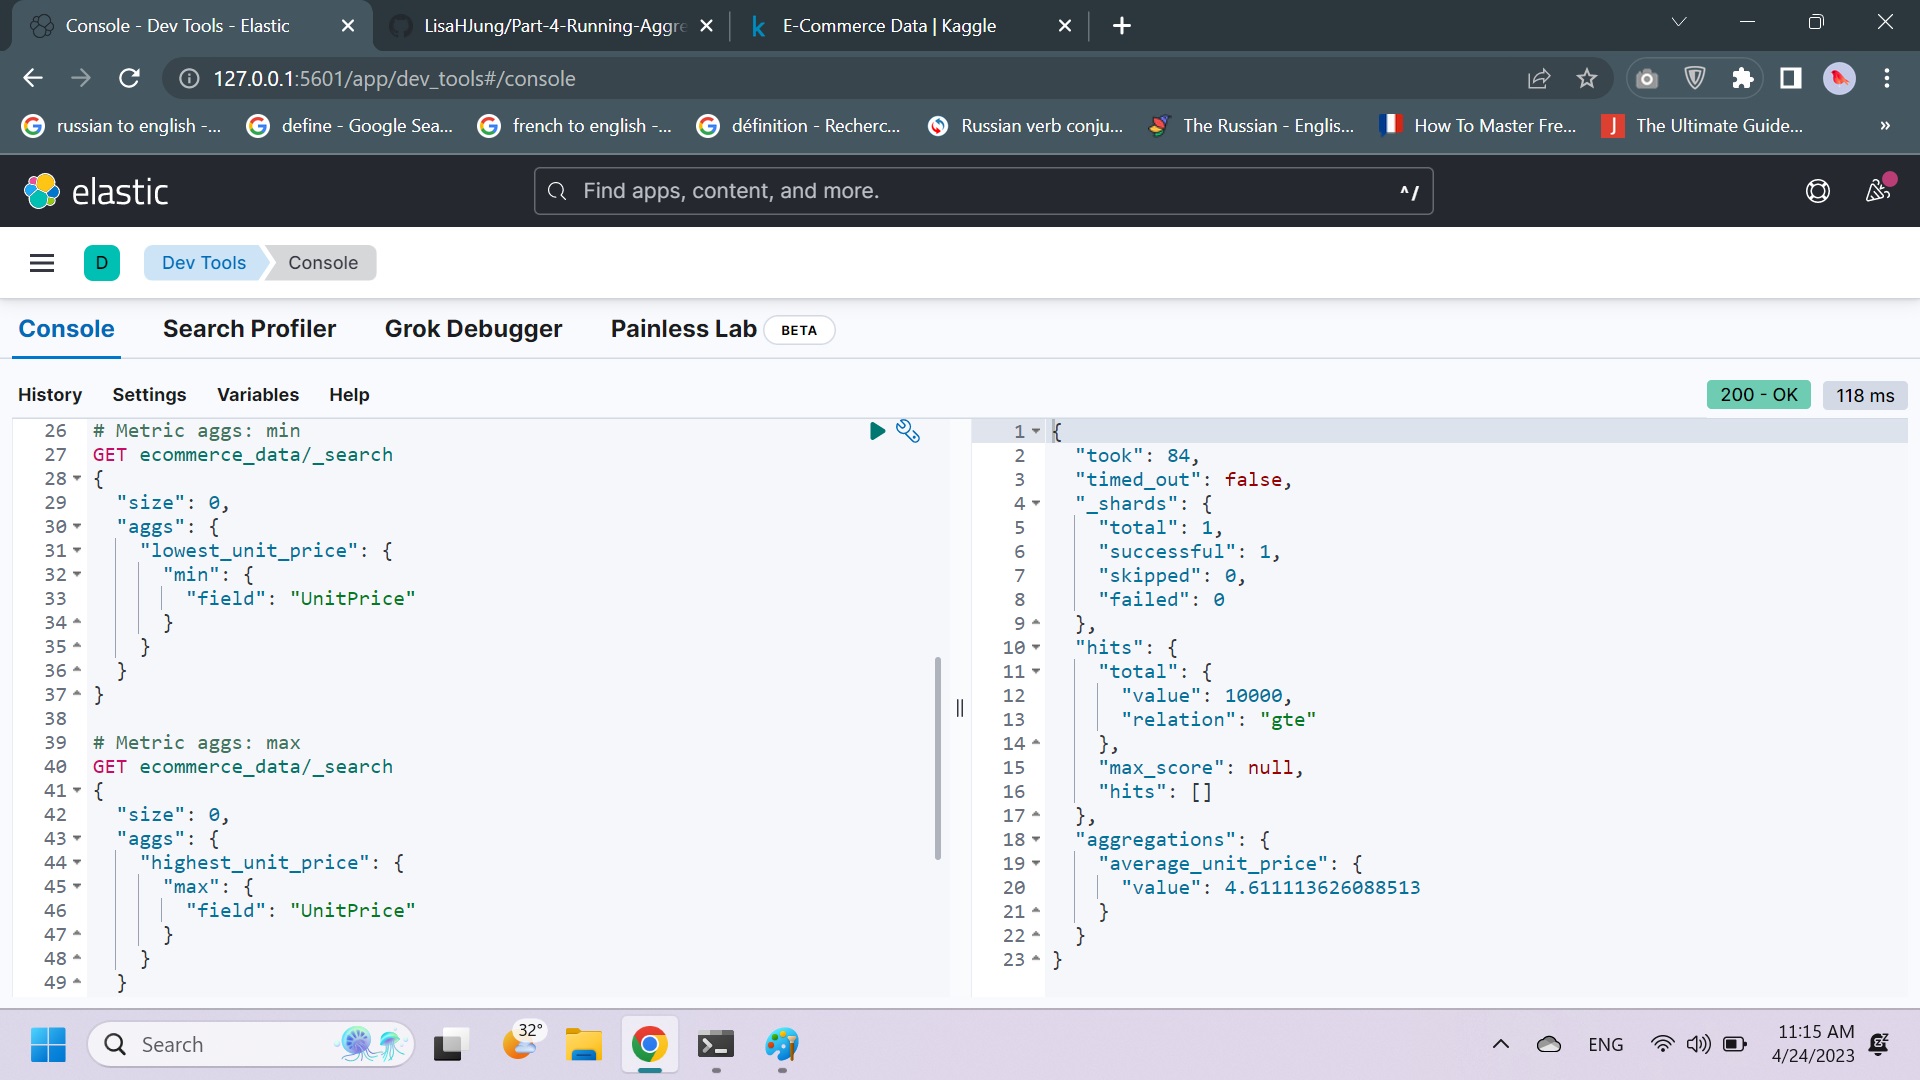 Console - Dev Tools - Elastic
LisaHJung/Part-4-Running-Aggre
k E-Commerce Data | Kaggle
127.0.0.1:5601/app/dev_tools#/console
russian to english -...
define - Google Sea...
french to english -...
définition - Recherc...
Russian verb conju...
The Russian - Englis...
How To Master Fre...
J The Ultimate Guide...
»
elastic
Find apps, content, and more.
^/
D
Dev Tools
Console
Console
Search Profiler
Grok Debugger
Painless Lab
BETA
History
Settings
Variables
Help
200 - OK
118 ms
26 # Metric aggs: min
27 GET ecommerce_data/_search
28 {
29 "size": 0,
30 "aggs": {
31 "lowest_unit_price": {
32 "min": {
33 "field": "UnitPrice"
34 }
35 }
36 }
37 }
38
39 # Metric aggs: max
40 GET ecommerce_data/_search
41 {
42 "size": 0,
43 "aggs": {
44 "highest_unit_price": {
45 "max": {
46 "field": "UnitPrice"
47 }
48 }
49 }
1 {
2 "took": 84,
3 "timed_out": false,
4 "_shards": {
5 "total": 1,
6 "successful": 1,
7 "skipped": 0,
8 "failed": 0
9 },
10 "hits": {
11 "total": {
12 "value": 10000,
13 "relation": "gte"
14 },
15 "max_score": null,
16 "hits": []
17 },
18 "aggregations": {
19 "average_unit_price": {
20 "value": 4.611113626088513
21 }
22 }
23 }
Search
32°
ENG
11:15 AM
4/24/2023